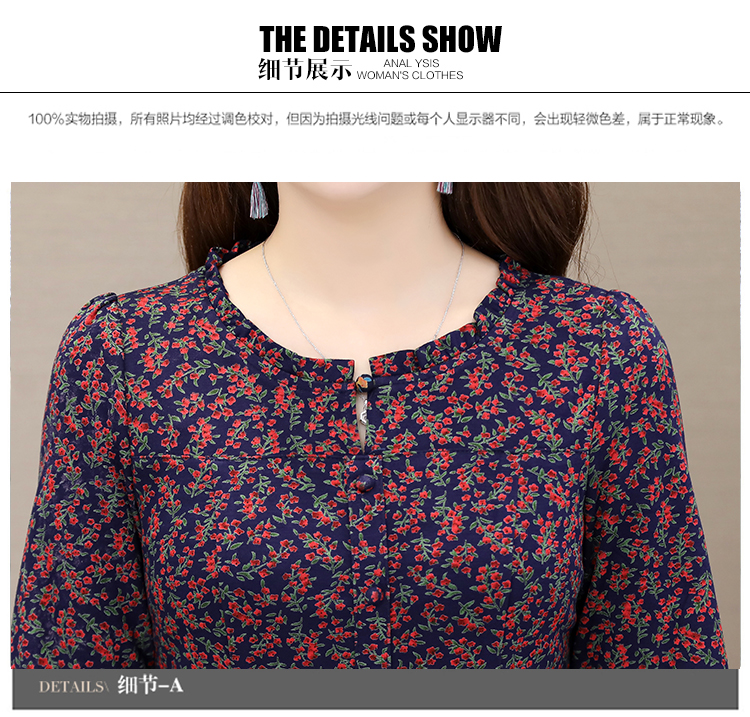 THE DETAILS SHOW
细节展示 ANAL YSIS
WOMAN'S CLOTHES
100%实物拍摄，所有照片均经过调色校对，但因为拍摄光线问题或每个人显示器不同，会出现轻微色差，属于正常现象。
DETAILS\ 细节-A